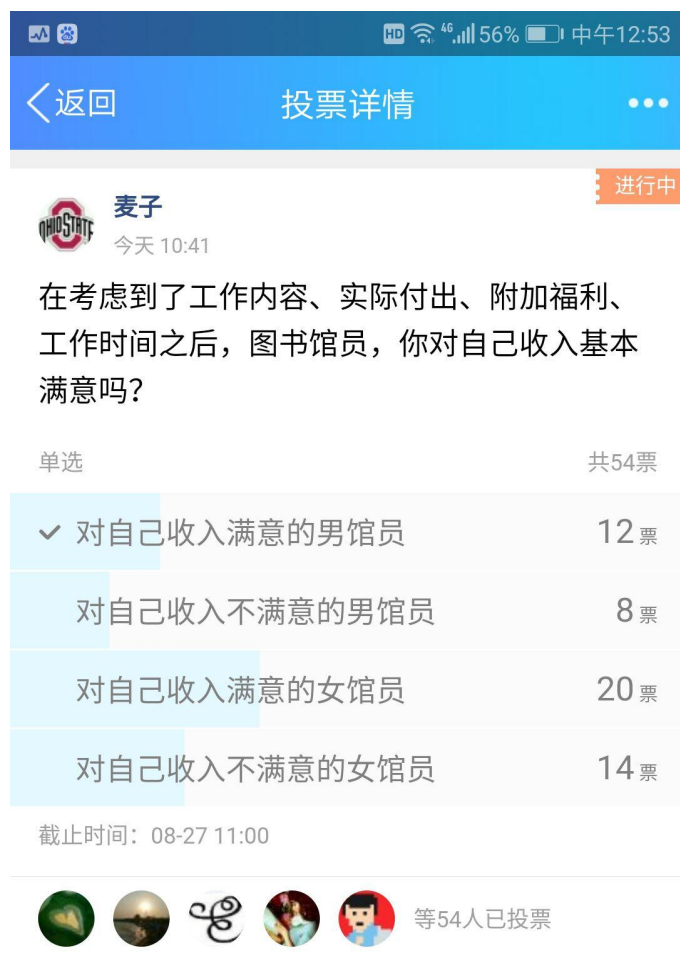 HD 4G 56% 中午12:53
返回 投票详情
进行中
麦子
OHIO STATE
今天 10:41
在考虑到了工作内容、实际付出、附加福利、
工作时间之后，图书馆员，你对自己收入基本
满意吗？
单选 共54票
对自己收入满意的男馆员 12 票
对自己收入不满意的男馆员 8 票
对自己收入满意的女馆员 20 票
对自己收入不满意的女馆员 14 票
截止时间：08-27 11:00
等54人已投票